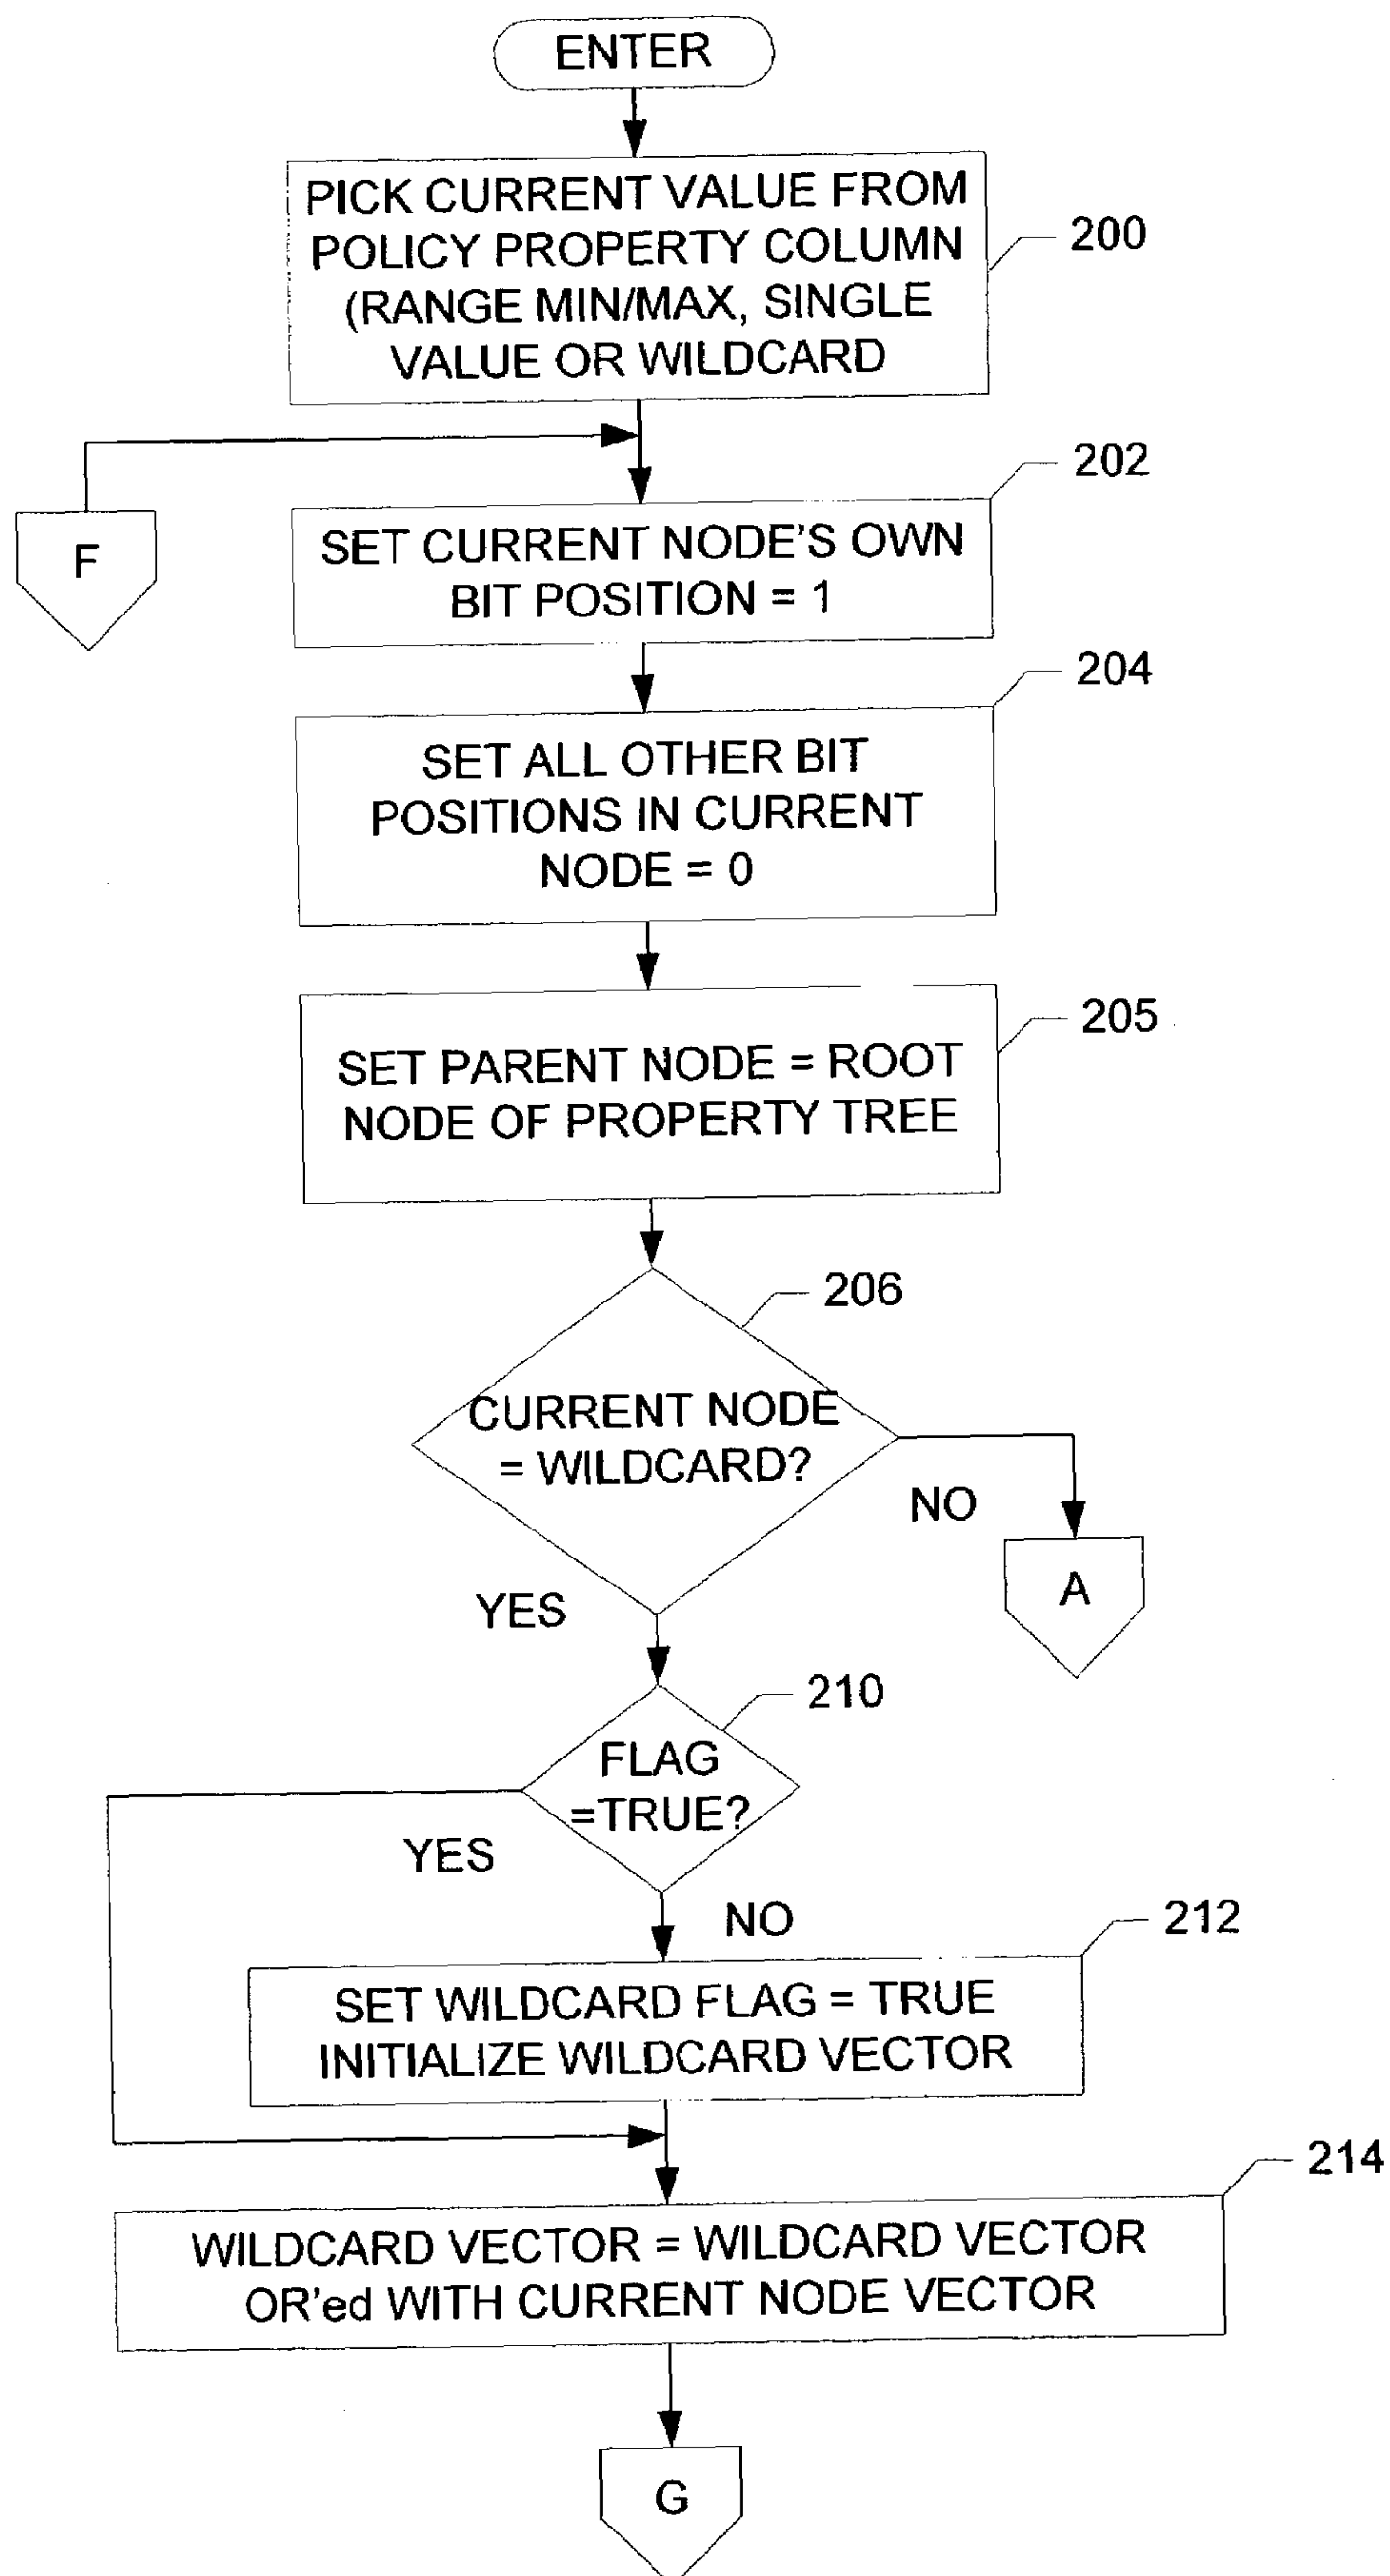 ENTER
PICK CURRENT VALUE FROM
POLICY PROPERTY COLUMN
(RANGE MIN/MAX, SINGLE
VALUE OR WILDCARD
200
202
F
SET CURRENT NODE'S OWN
BIT POSITION = 1
204
SET ALL OTHER BIT
POSITIONS IN CURRENT
NODE = 0
205
SET PARENT NODE = ROOT
NODE OF PROPERTY TREE
206
CURRENT NODE
= WILDCARD?
NO
A
YES
210
FLAG
=TRUE?
YES
NO
212
SET WILDCARD FLAG = TRUE
INITIALIZE WILDCARD VECTOR
214
WILDCARD VECTOR = WILDCARD VECTOR
OR'ed WITH CURRENT NODE VECTOR
G